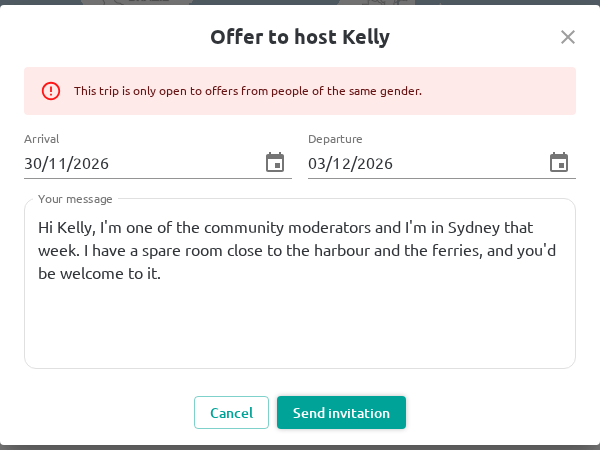 Offer to host Kelly
This trip is only open to offers from people of the same gender.
Arrival
30/11/2026
Departure
03/12/2026
Your message
Hi Kelly, I'm one of the community moderators and I'm in Sydney that
week. I have a spare room close to the harbour and the ferries, and you'd
be welcome to it.
Cancel
Send invitation